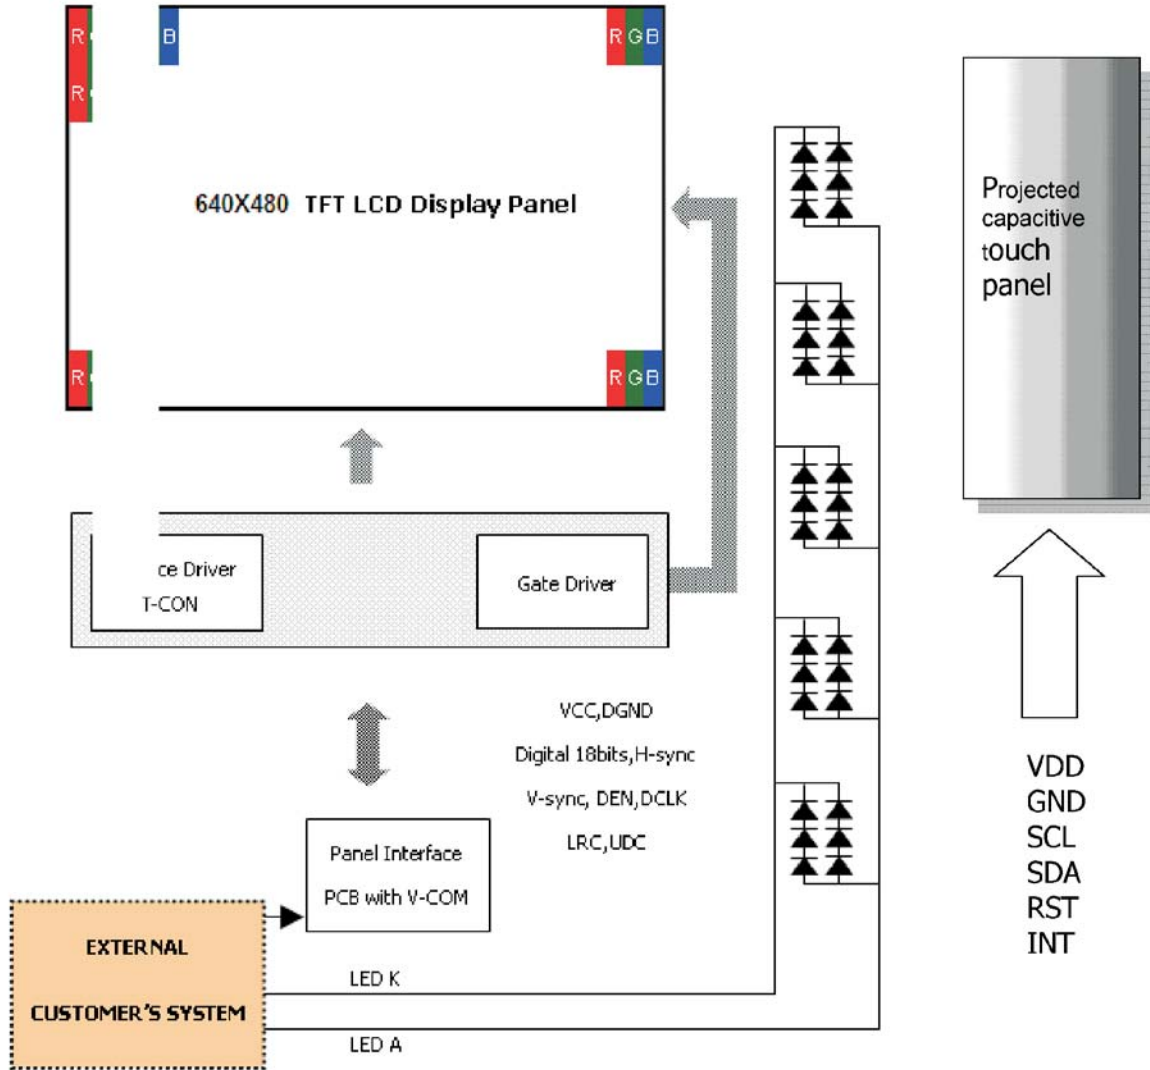 R B R G B
R
640X480 TFT LCD Display Panel
R R G B
Projected
capacitive
touch
panel
ce Driver
T-CON
Gate Driver
VCC,DGND
Digital 18bits,H-sync
V-sync, DEN,DCLK
LRC,UDC
Panel Interface
PCB with V-COM
EXTERNAL
CUSTOMER'S SYSTEM
LED K
LED A
VDD
GND
SCL
SDA
RST
INT